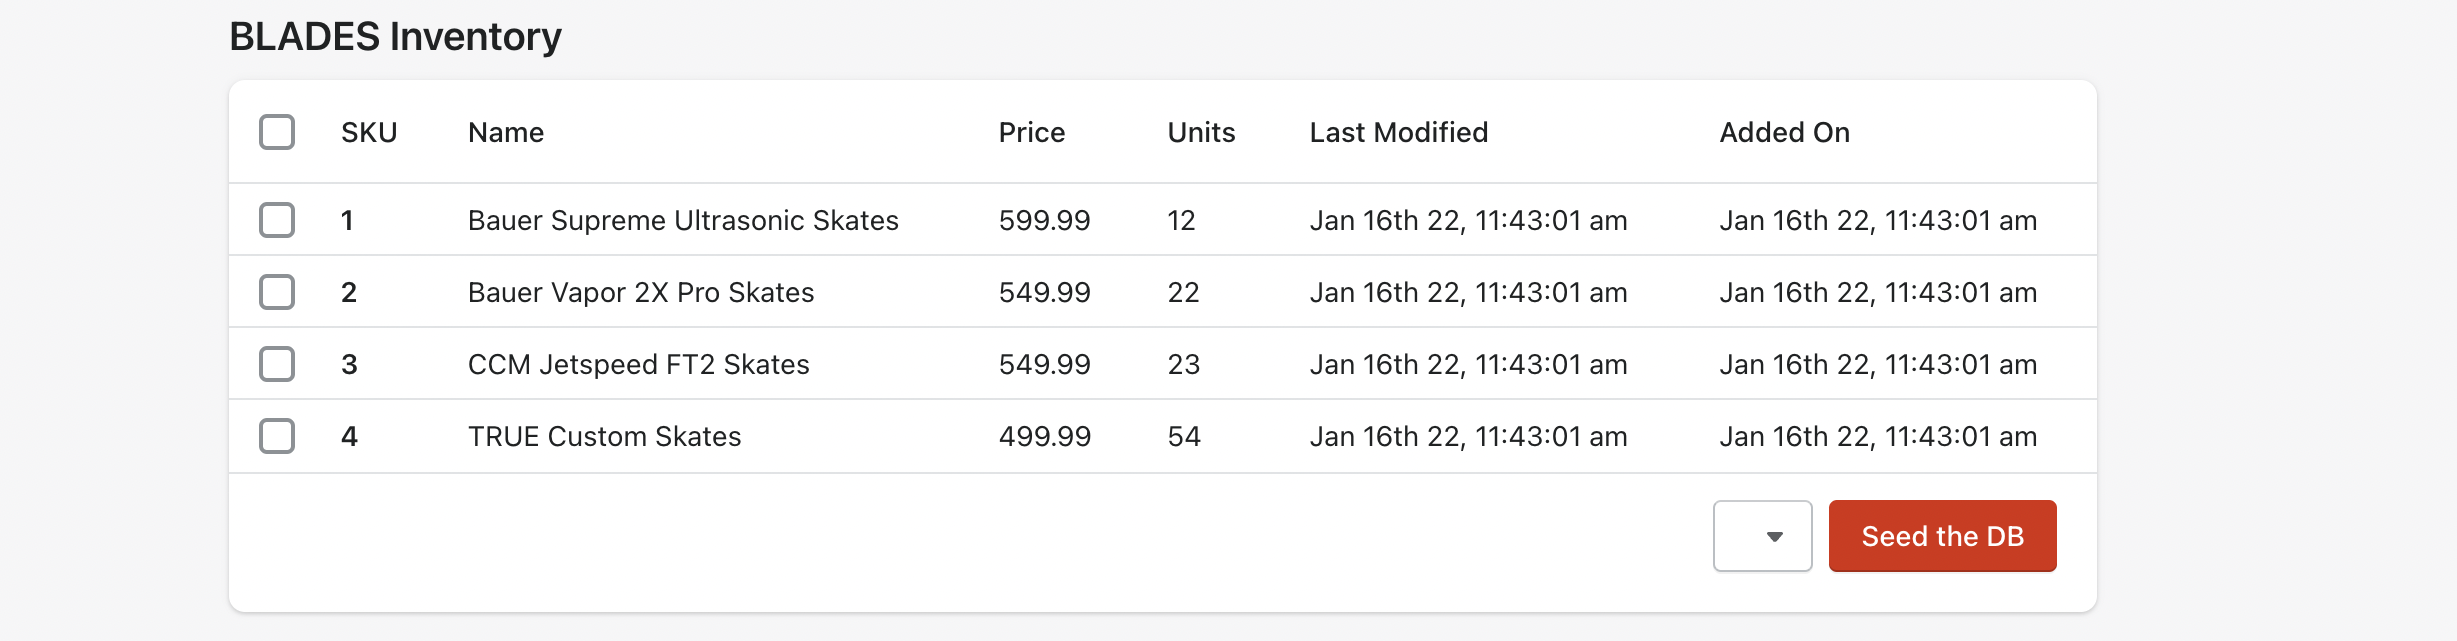 BLADES Inventory
SKU Name Price Units Last Modified Added On
1 Bauer Supreme Ultrasonic Skates 599.99 12 Jan 16th 22, 11:43:01 am Jan 16th 22, 11:43:01 am
2 Bauer Vapor 2X Pro Skates 549.99 22 Jan 16th 22, 11:43:01 am Jan 16th 22, 11:43:01 am
3 CCM Jetspeed FT2 Skates 549.99 23 Jan 16th 22, 11:43:01 am Jan 16th 22, 11:43:01 am
4 TRUE Custom Skates 499.99 54 Jan 16th 22, 11:43:01 am Jan 16th 22, 11:43:01 am
Seed the DB